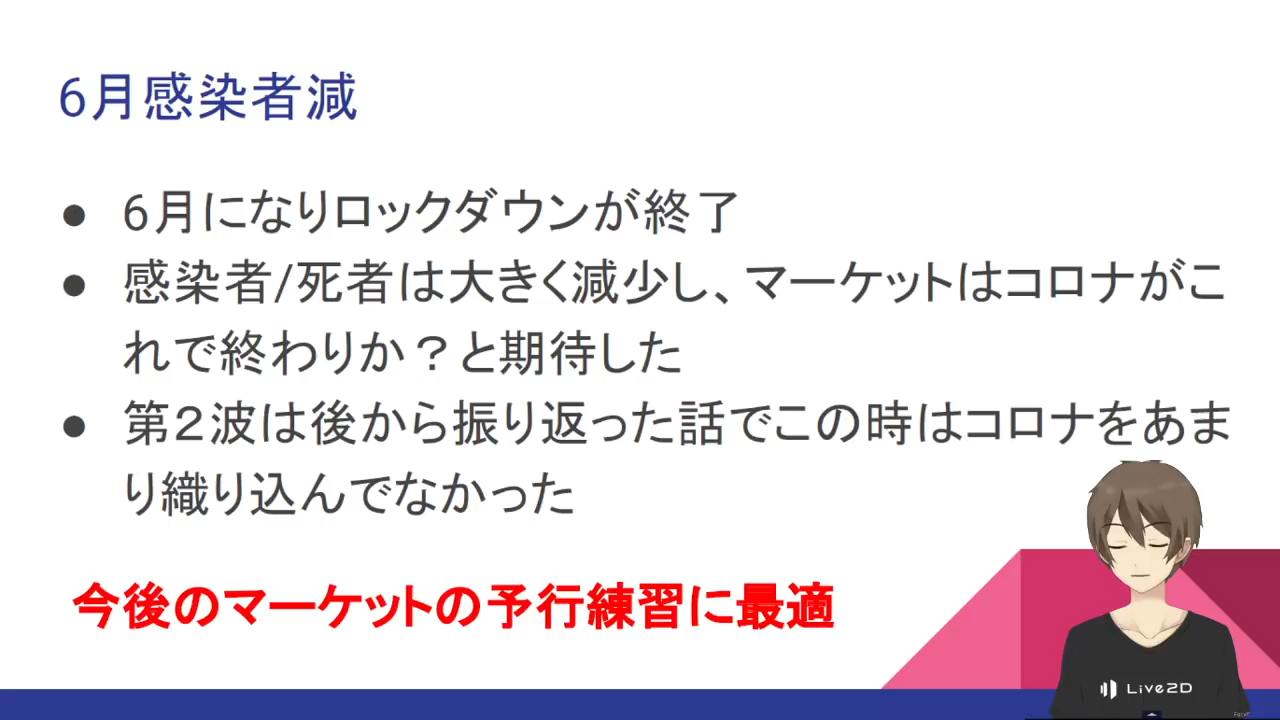 6月感染者減
● 6月になりロックダウンが終了
● 感染者/死者は大きく減少し、マーケットはコロナがこ
れで終わりか？と期待した
● 第２波は後から振り返った話でこの時はコロナをあま
り織り込んでなかった
今後のマーケットの予行練習に最適
Live2D